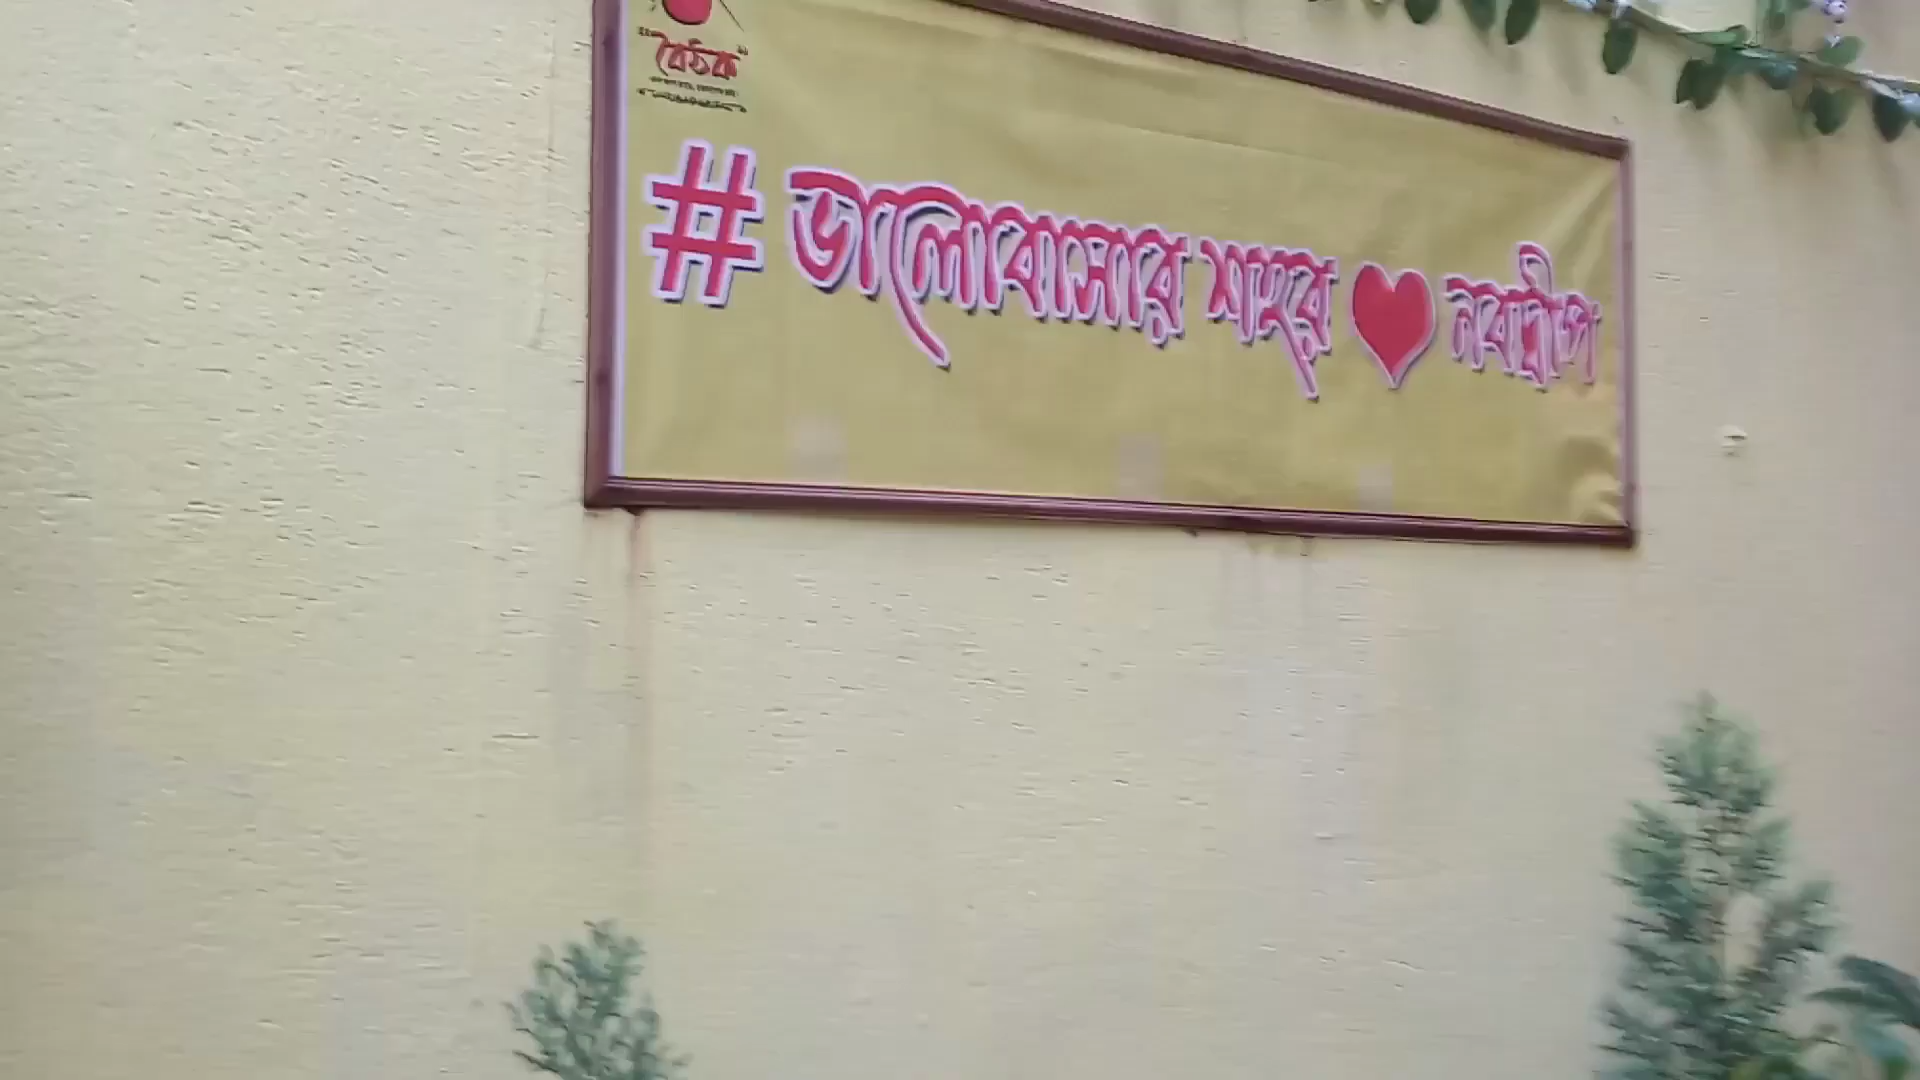 "বৈঠক"
# ভালোবাসার শহর ❤ নবদ্বীপ